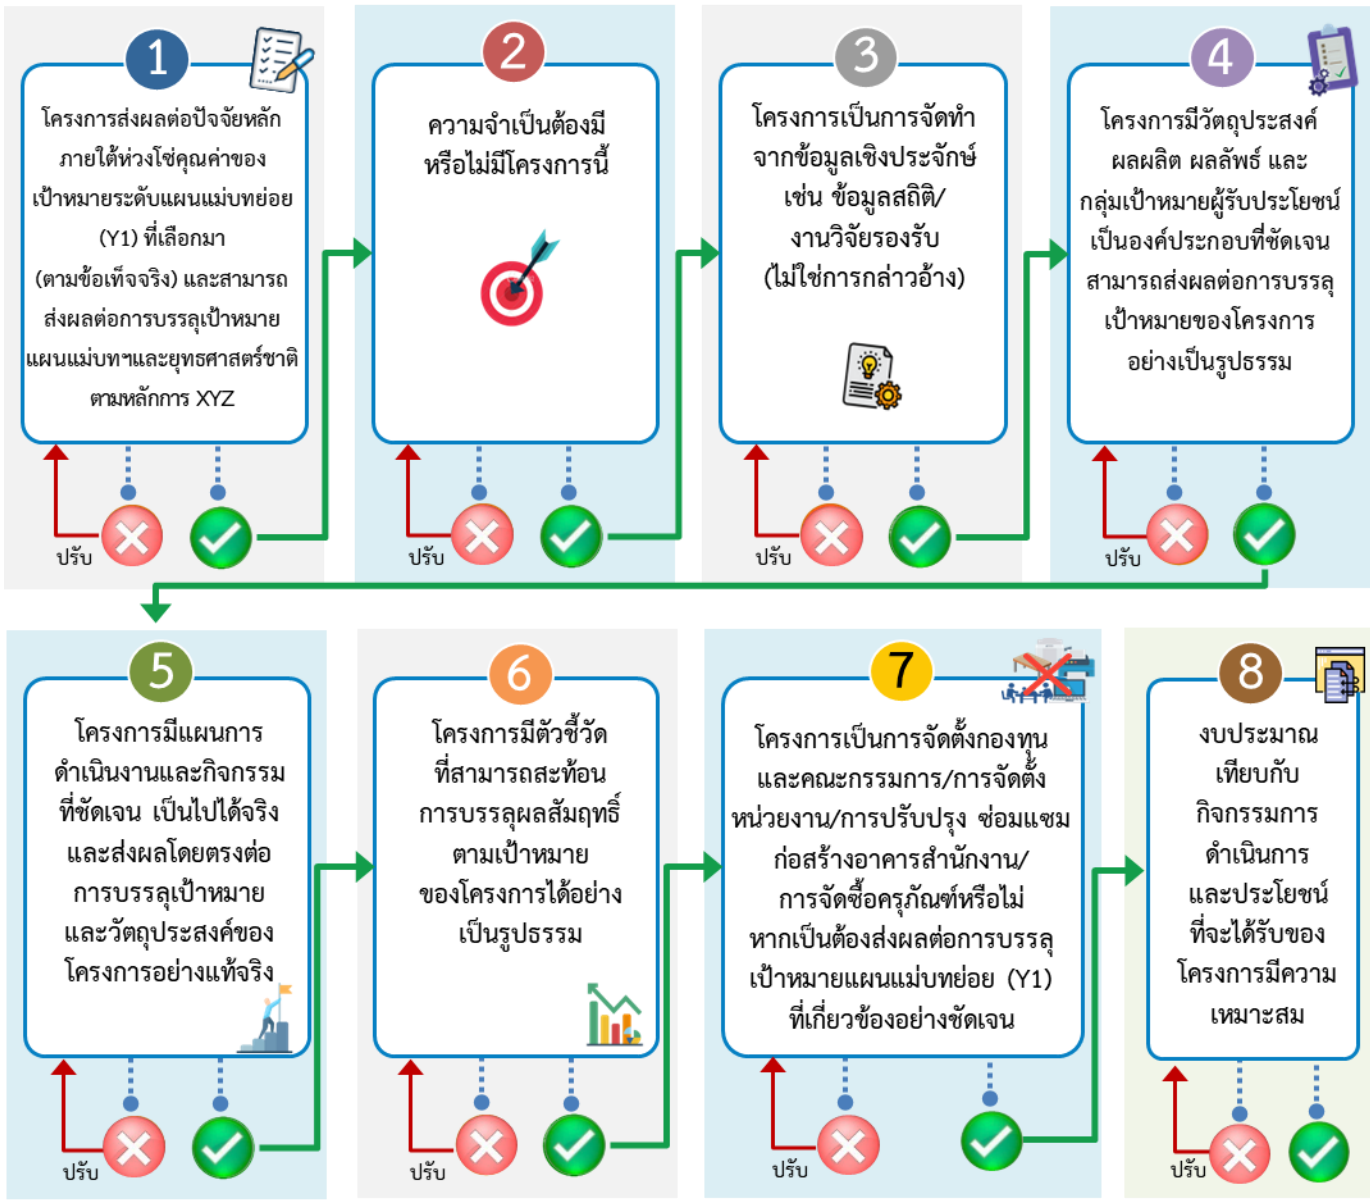 1
โครงการส่งผลต่อปัจจัยหลัก
ภายใต้ห่วงโซ่คุณค่าของ
เป้าหมายระดับแผนแม่บทย่อย
(Y1) ที่เลือกมา
(ตามข้อเท็จจริง) และสามารถ
ส่งผลต่อการบรรลุเป้าหมาย
แผนแม่บทฯและยุทธศาสตร์ชาติ
ตามหลักการ XYZ
ปรับ
2
ความจำเป็นต้องมี
หรือไม่มีโครงการนี้
ปรับ
3
โครงการเป็นการจัดทำ
จากข้อมูลเชิงประจักษ์
เช่น ข้อมูลสถิติ/
งานวิจัยรองรับ
(ไม่ใช่การกล่าวอ้าง)
ปรับ
4
โครงการมีวัตถุประสงค์
ผลผลิต ผลลัพธ์ และ
กลุ่มเป้าหมายผู้รับประโยชน์
เป็นองค์ประกอบที่ชัดเจน
สามารถส่งผลต่อการบรรลุ
เป้าหมายของโครงการ
อย่างเป็นรูปธรรม
ปรับ
5
โครงการมีแผนการ
ดำเนินงานและกิจกรรม
ที่ชัดเจน เป็นไปได้จริง
และส่งผลโดยตรงต่อ
การบรรลุเป้าหมาย
และวัตถุประสงค์ของ
โครงการอย่างแท้จริง
ปรับ
6
โครงการมีตัวชี้วัด
ที่สามารถสะท้อน
การบรรลุผลสัมฤทธิ์
ตามเป้าหมาย
ของโครงการได้อย่าง
เป็นรูปธรรม
ปรับ
7
โครงการเป็นการจัดตั้งกองทุน
และคณะกรรมการ/การจัดตั้ง
หน่วยงาน/การปรับปรุง ซ่อมแซม
ก่อสร้างอาคารสำนักงาน/
การจัดซื้อครุภัณฑ์หรือไม่
หากเป็นต้องส่งผลต่อการบรรลุ
เป้าหมายแผนแม่บทย่อย (Y1)
ที่เกี่ยวข้องอย่างชัดเจน
ปรับ
8
งบประมาณ
เทียบกับ
กิจกรรมการ
ดำเนินการ
และประโยชน์
ที่จะได้รับของ
โครงการมีความ
เหมาะสม
ปรับ